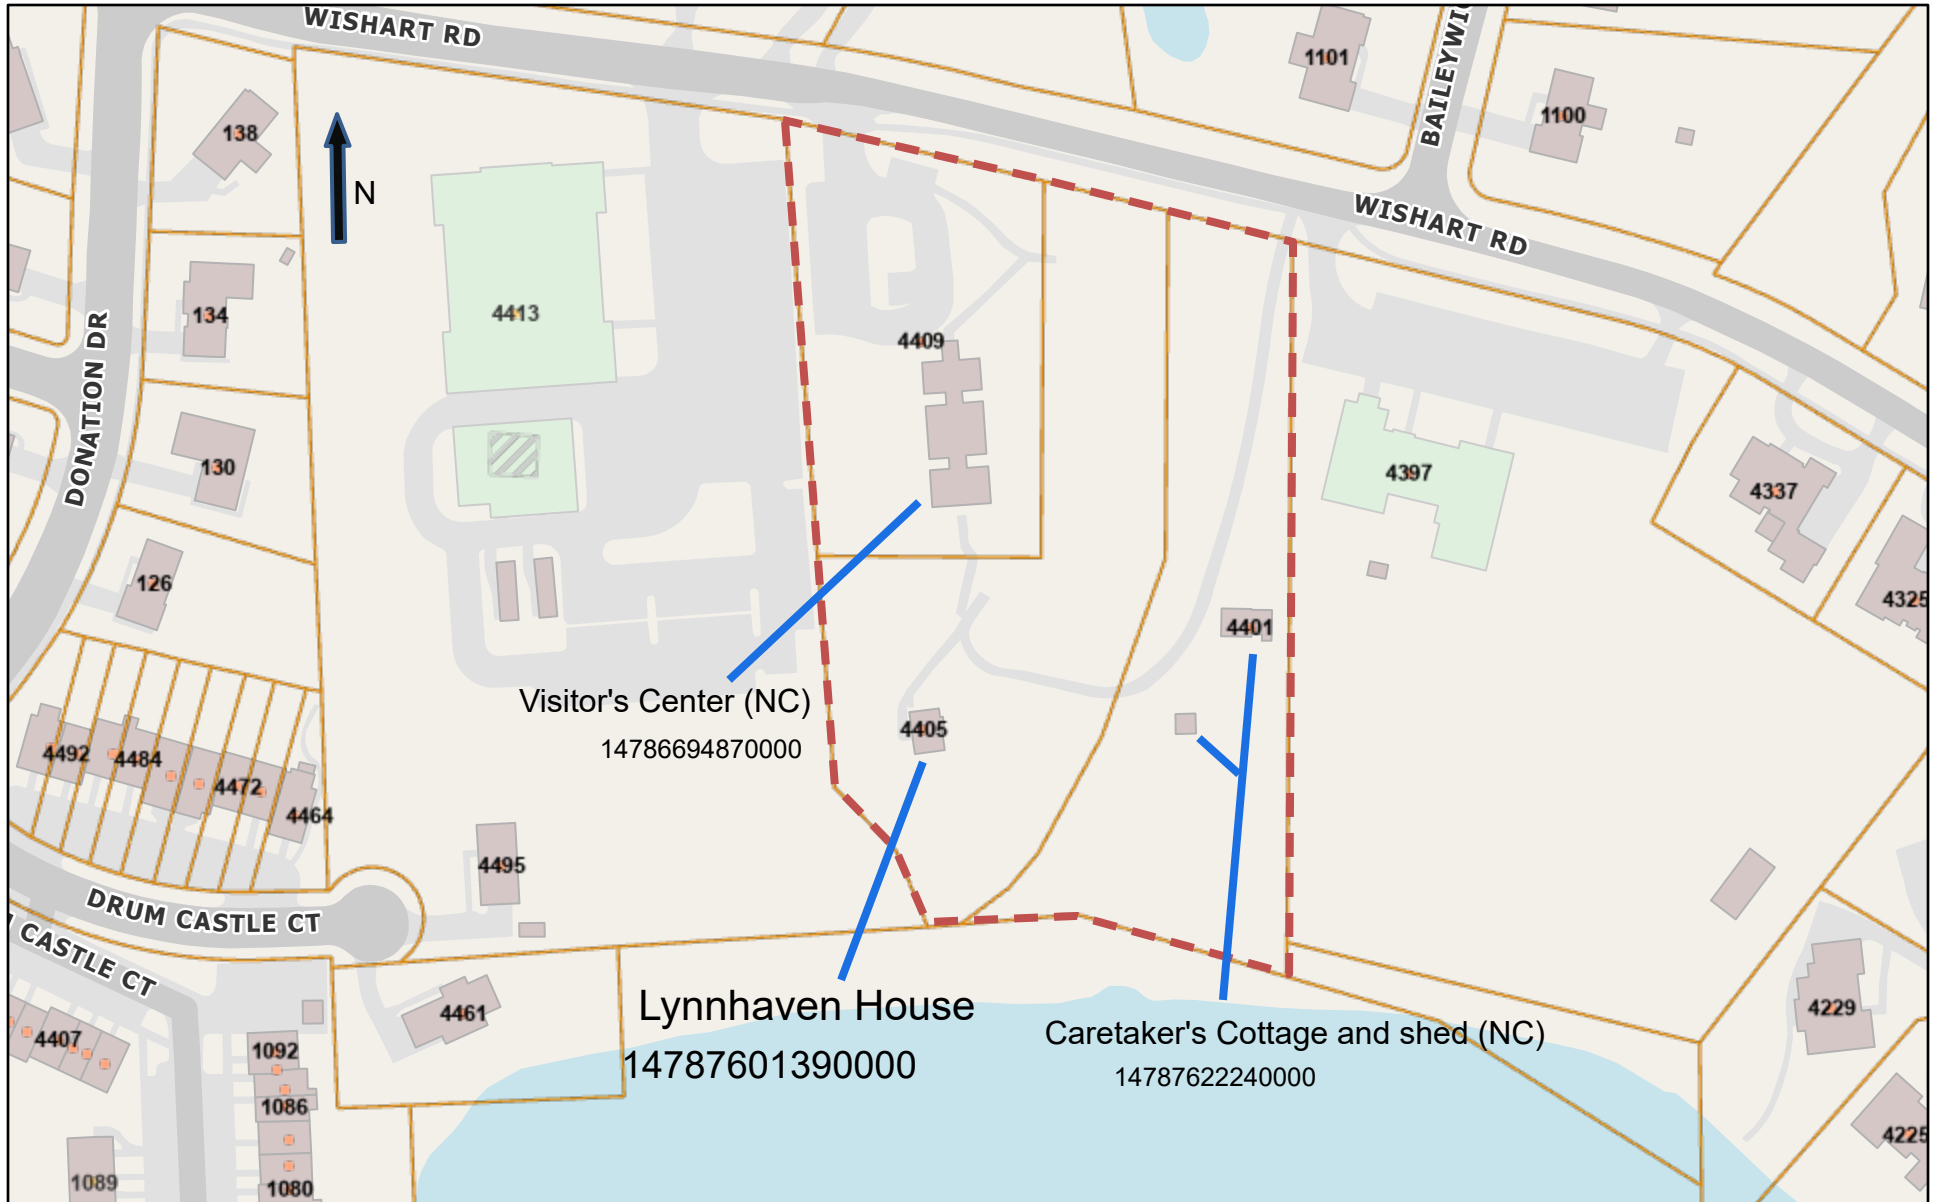 WISHART RD
BAILEYWI
1101
1100
138
N
WISHART RD
134
4413
4409
DONATION DR
130
4397
4337
126
4401
4325
Visitor's Center (NC)
14786694870000
4405
4492
4484
4472
4464
4495
DRUM CASTLE CT
CASTLE CT
4461
Lynnhaven House
14787601390000
Caretaker's Cottage and shed (NC)
14787622240000
4229
4407
1092
1086
4225
1089
1080